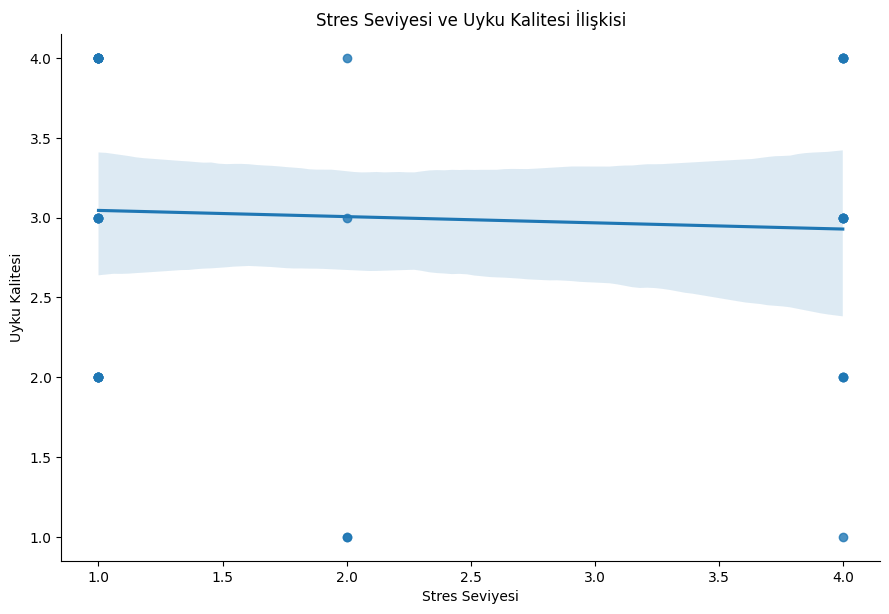 Stres Seviyesi ve Uyku Kalitesi İlişkisi
4.0
3.5
3.0
2.5
2.0
1.5
1.0
Uyku Kalitesi
1.0 1.5 2.0 2.5 3.0 3.5 4.0
Stres Seviyesi